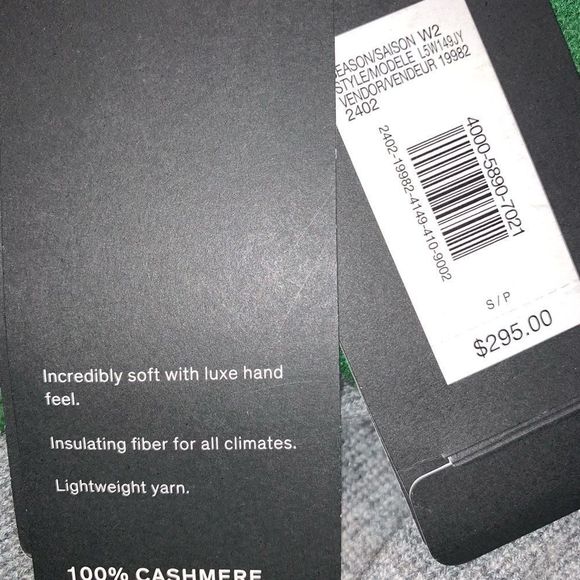 Incredibly soft with luxe hand
feel.
Insulating fiber for all climates.
Lightweight yarn.
100% CASHMERE
EASON/SAISON W2
STYLE/MODELE L5W149JY
VENDOR/VENDEUR 19982
2402
4000-5890-7021
2402-19982-4149-410-9002
S / P
$295.00